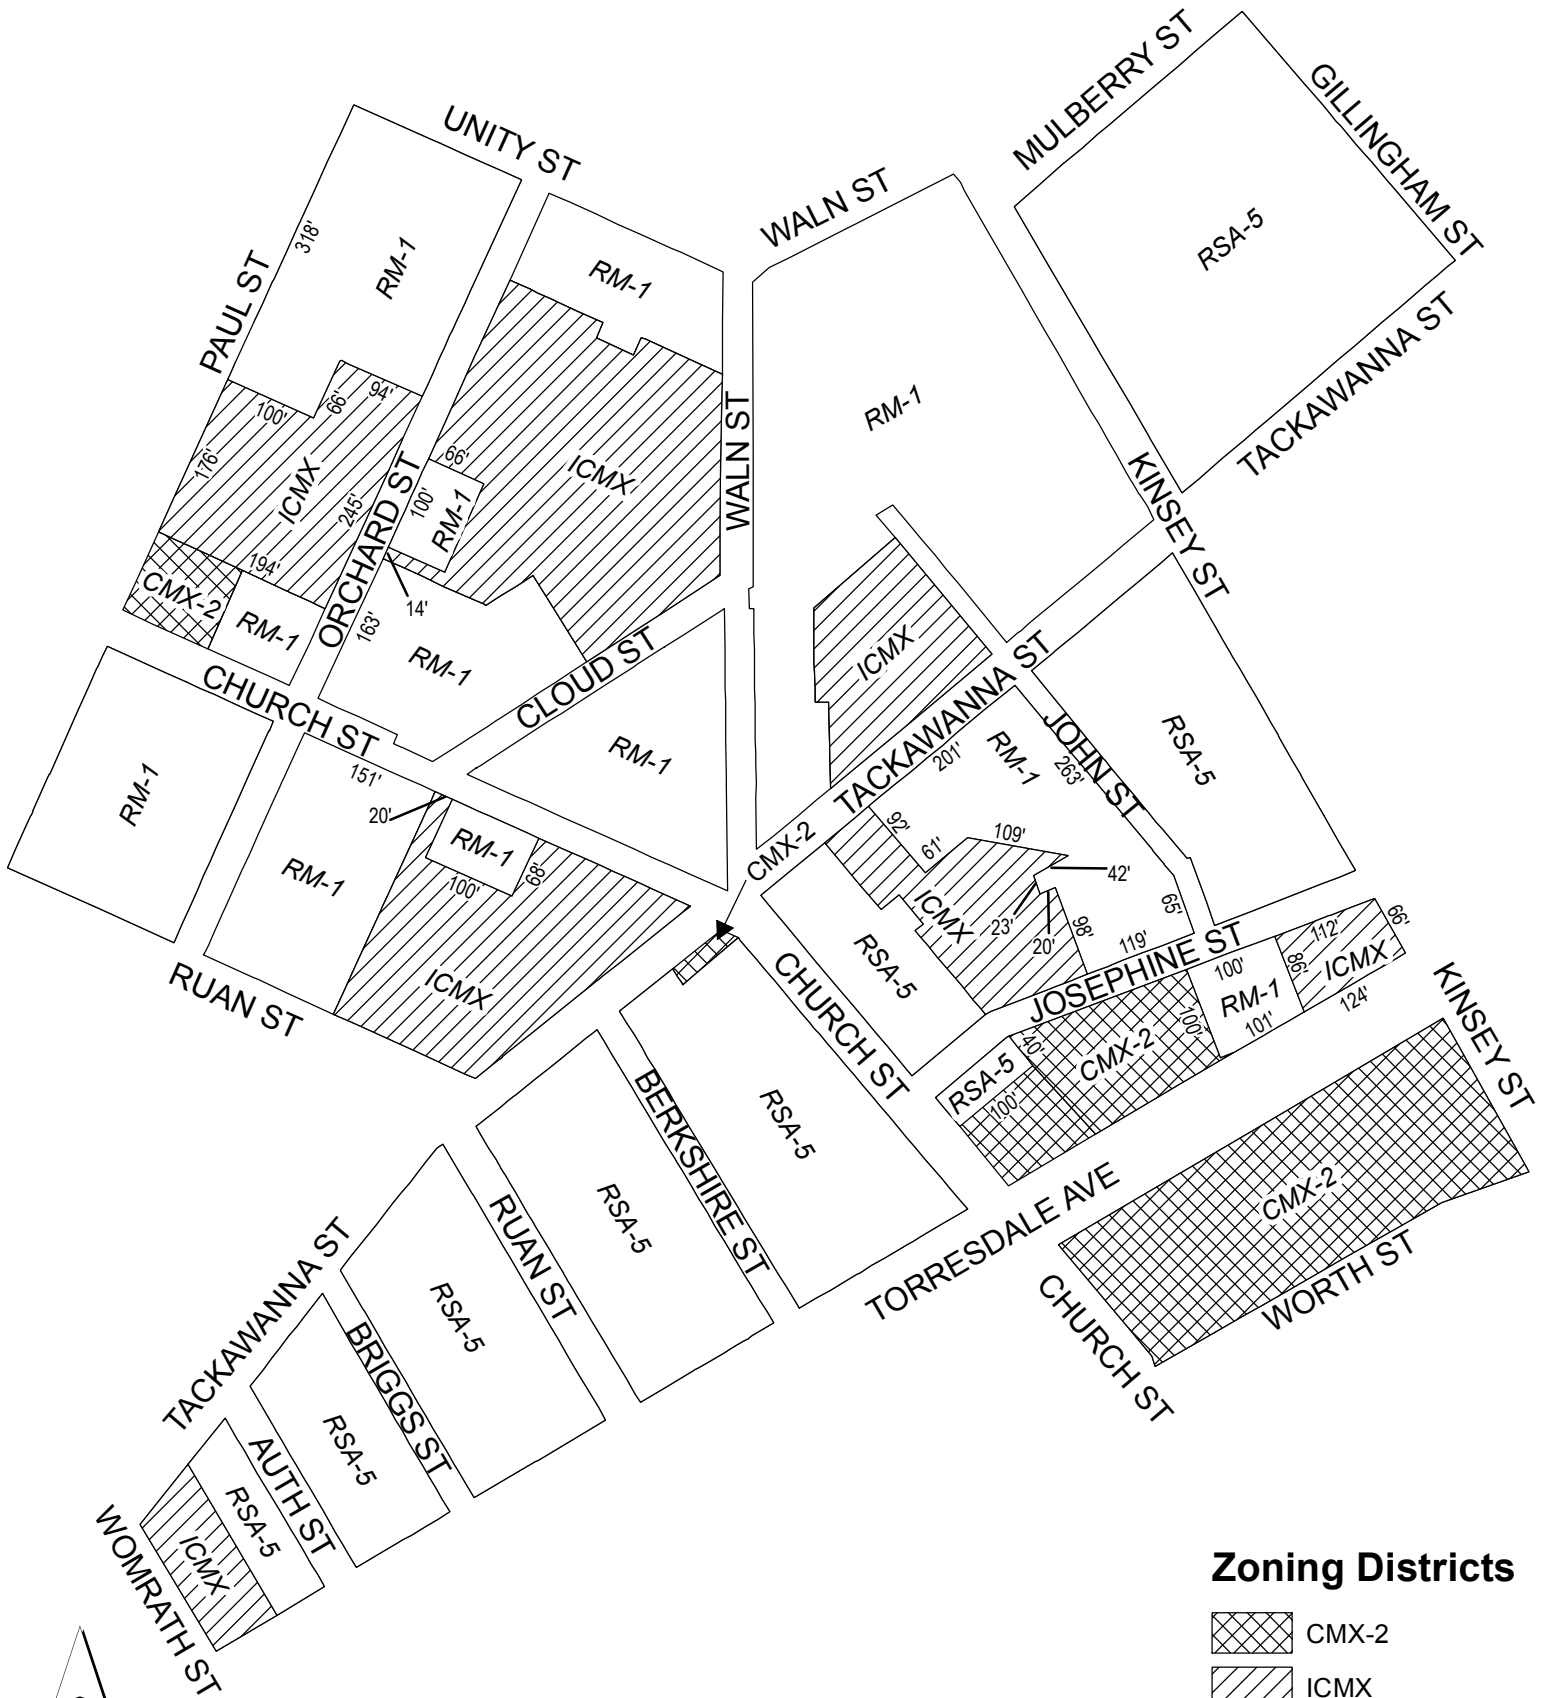 MULBERRY ST
GILLINGHAM ST
UNITY ST
WALN ST
RSA-5
318'
RM-1
RM-1
PAUL ST
TACKAWANNA ST
RM-1
94'
66'
100'
WALN ST
66'
ICMX
176'
ICMX
245'
100'
RM-1
ORCHARD ST
KINSEY ST
194'
CMX-2
RM-1
14'
163'
RM-1
ICMX
CLOUD ST
CHURCH ST
TACKAWANNA ST
JOHN ST
RSA-5
RM-1
RM-1
201'
263'
RM-1
151'
20'
RM-1
100'
68'
RM-1
CMX-2
92'
61'
109'
42'
ICMX
23'
20'
98'
65'
119'
RSA-5
ICMX
JOSEPHINE ST
112'
66'
100'
86'
ICMX
RM-1
124'
101'
100'
CMX-2
40'
RSA-5
100'
KINSEY ST
RUAN ST
CHURCH ST
BERKSHIRE ST
RSA-5
CMX-2
RSA-5
TORRESDALE AVE
WORTH ST
CHURCH ST
RUAN ST
TACKAWANNA ST
RSA-5
BRIGGS ST
RSA-5
AUTH ST
RSA-5
ICMX
WOMRATH ST
Zoning Districts
CMX-2
ICMX